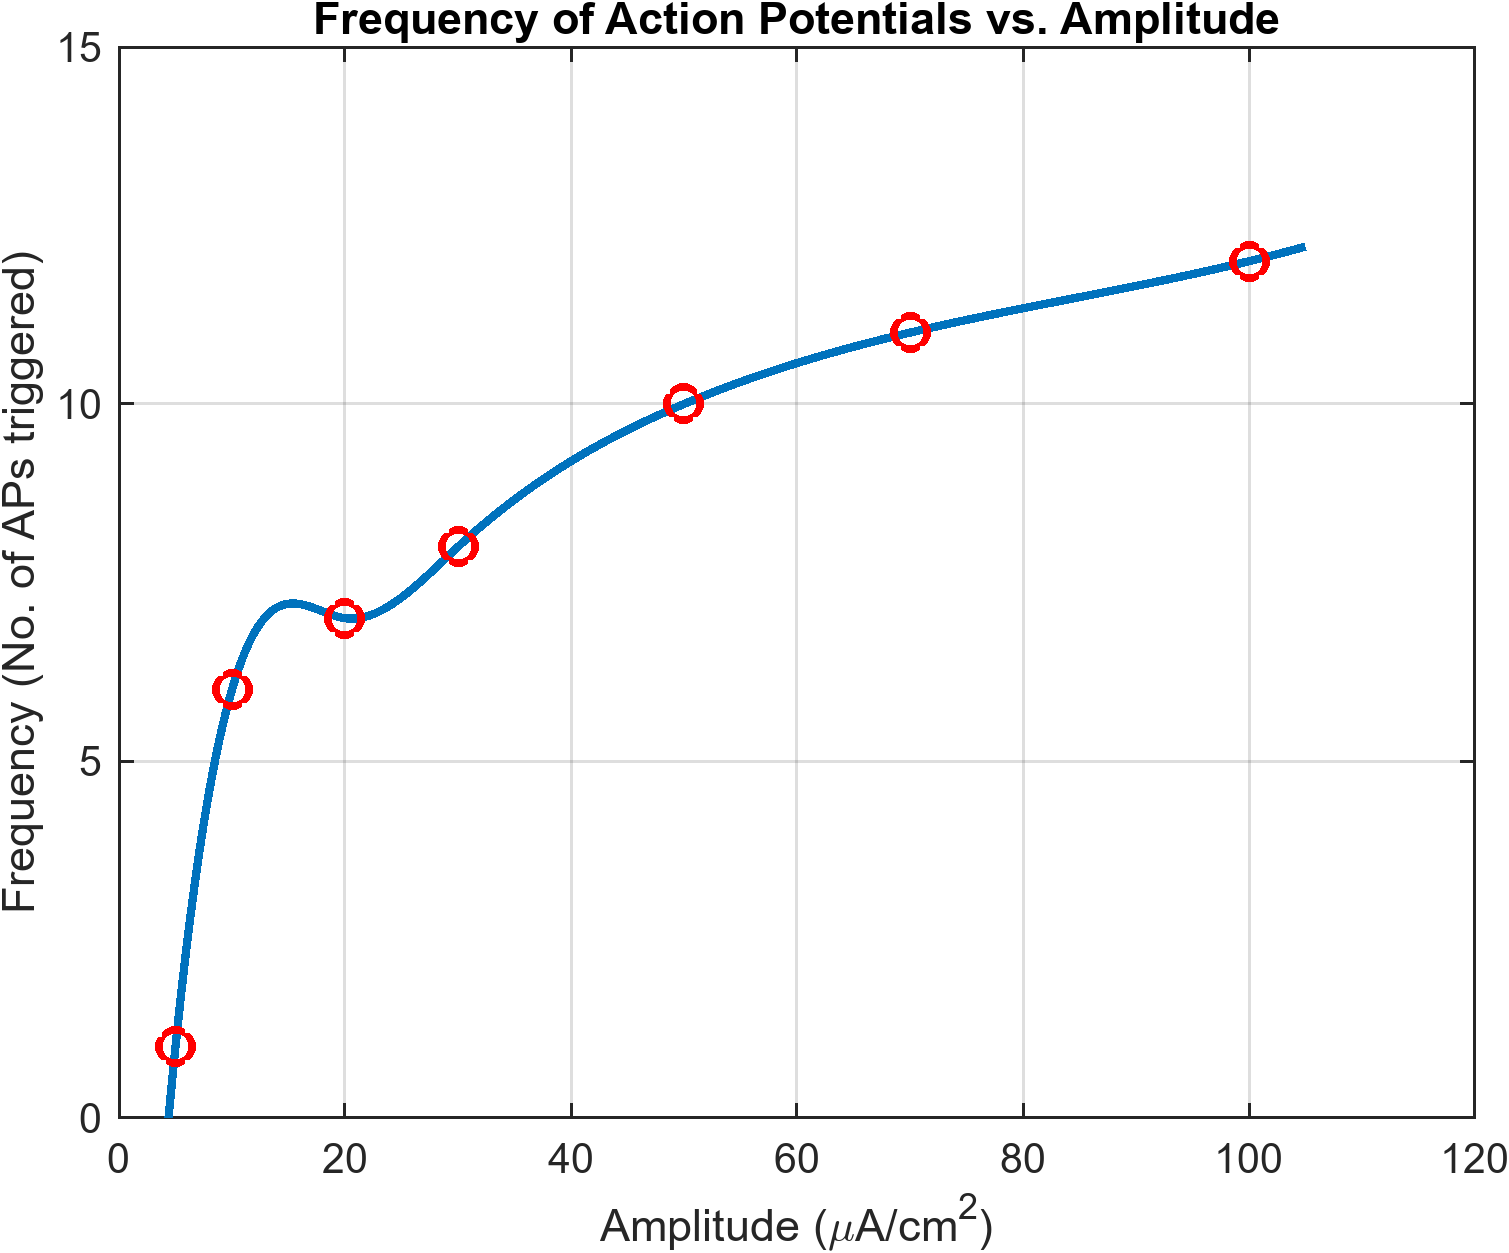 Frequency of Action Potentials vs. Amplitude
15
10
5
0
Frequency (No. of APs triggered)
0 20 40 60 80 100 120
Amplitude (μA/cm²)